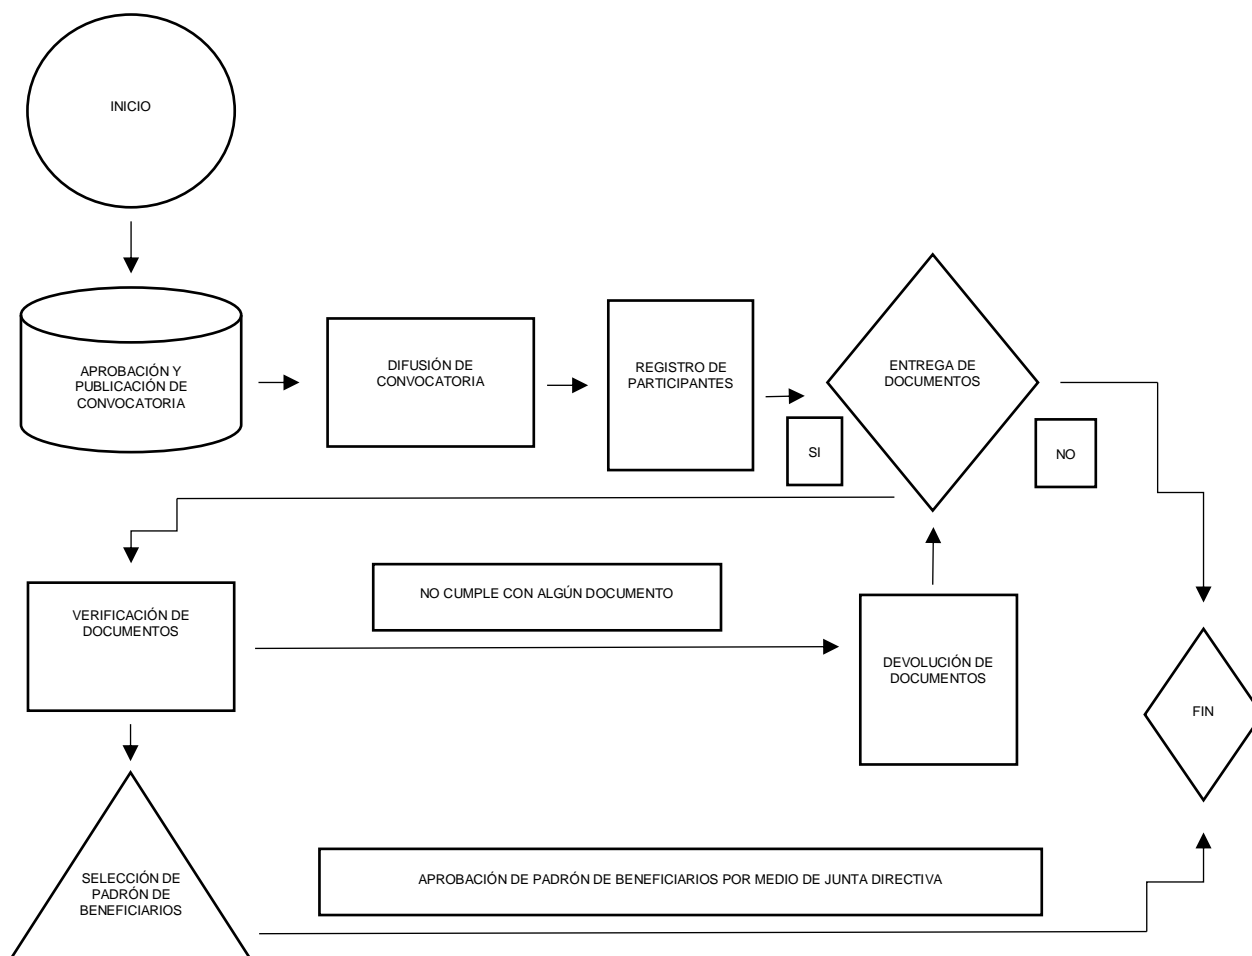 INICIO
APROBACIÓN Y
PUBLICACIÓN DE
CONVOCATORIA
DIFUSIÓN DE
CONVOCATORIA
REGISTRO DE
PARTICIPANTES
ENTREGA DE
DOCUMENTOS
SI
NO
VERIFICACIÓN DE
DOCUMENTOS
NO CUMPLE CON ALGÚN DOCUMENTO
DEVOLUCIÓN DE
DOCUMENTOS
FIN
SELECCIÓN DE
PADRÓN DE
BENEFICIARIOS
APROBACIÓN DE PADRÓN DE BENEFICIARIOS POR MEDIO DE JUNTA DIRECTIVA